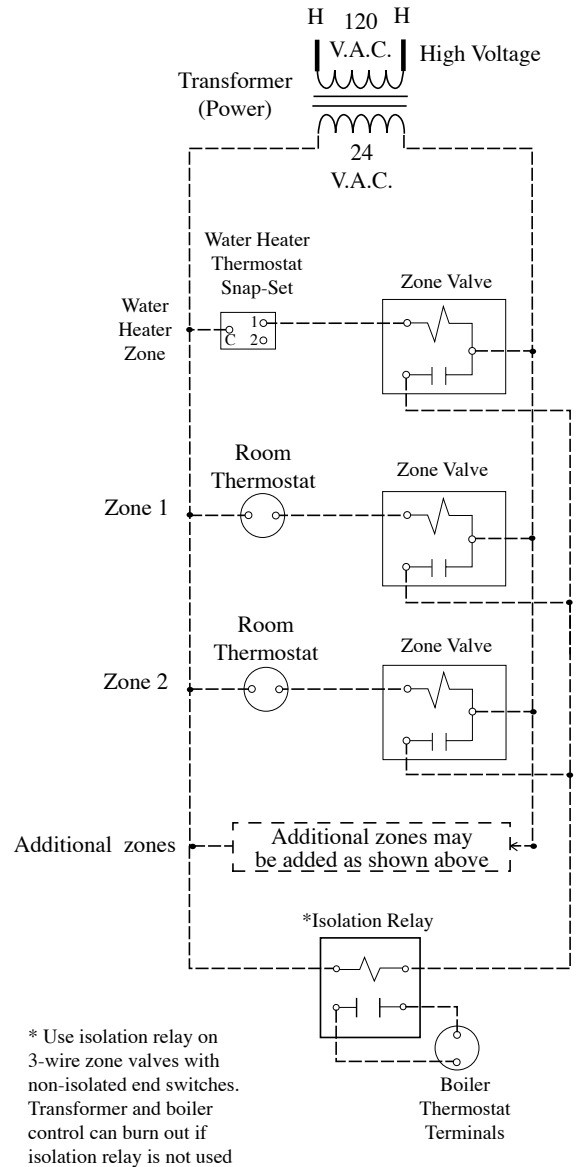 H 120 H
V.A.C.
High Voltage
Transformer
(Power)
24
V.A.C.
Water Heater
Thermostat
Snap-Set
Zone Valve
Water
Heater
Zone
1
C 2
Room
Thermostat
Zone Valve
Zone 1
Room
Thermostat
Zone Valve
Zone 2
Additional zones
Additional zones may
be added as shown above
*Isolation Relay
* Use isolation relay on
3-wire zone valves with
non-isolated end switches.
Transformer and boiler
control can burn out if
isolation relay is not used
Boiler
Thermostat
Terminals